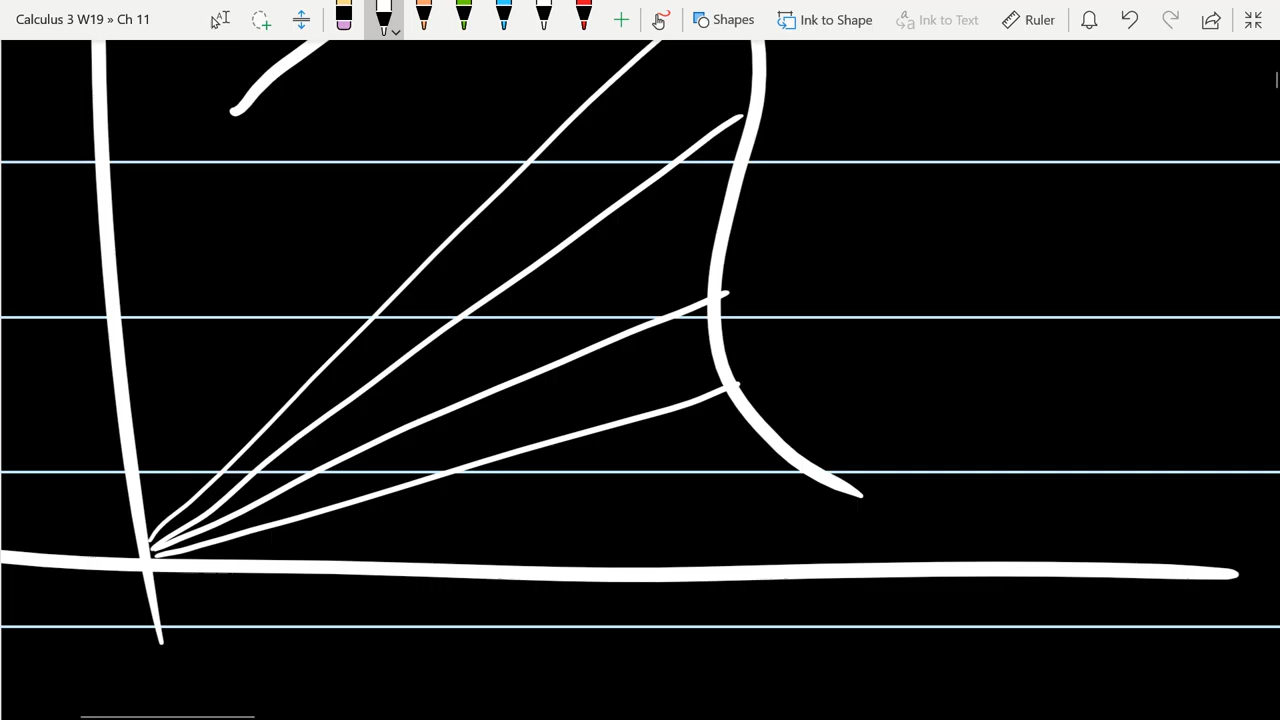 Calculus 3 W19 » Ch 11
Shapes
Ink to Shape
Ink to Text
Ruler